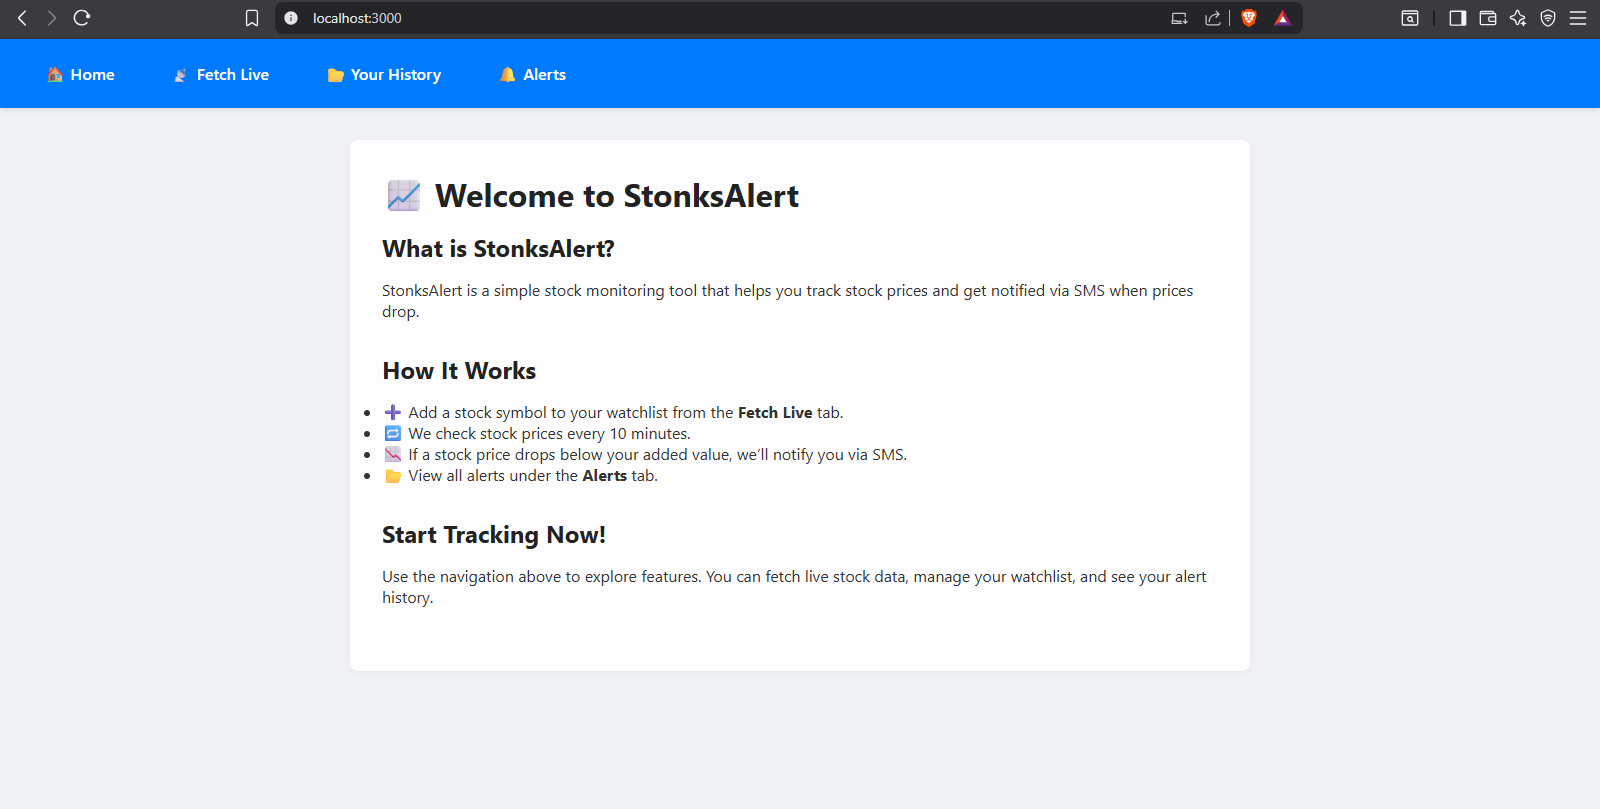 localhost:3000
Home
Fetch Live
Your History
Alerts
Welcome to StonksAlert
What is StonksAlert?
StonksAlert is a simple stock monitoring tool that helps you track stock prices and get notified via SMS when prices
drop.
How It Works
Add a stock symbol to your watchlist from the Fetch Live tab.
We check stock prices every 10 minutes.
If a stock price drops below your added value, we’ll notify you via SMS.
View all alerts under the Alerts tab.
Start Tracking Now!
Use the navigation above to explore features. You can fetch live stock data, manage your watchlist, and see your alert
history.